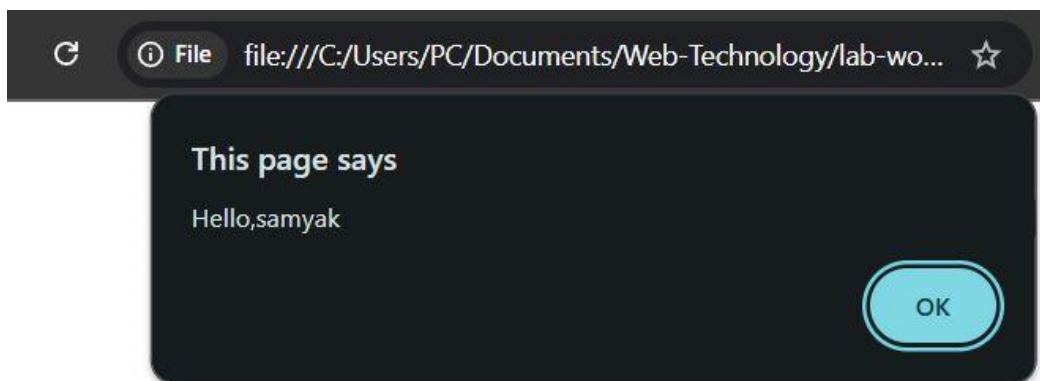 File file:///C:/Users/PC/Documents/Web-Technology/lab-wo...
This page says
Hello,samyak
OK